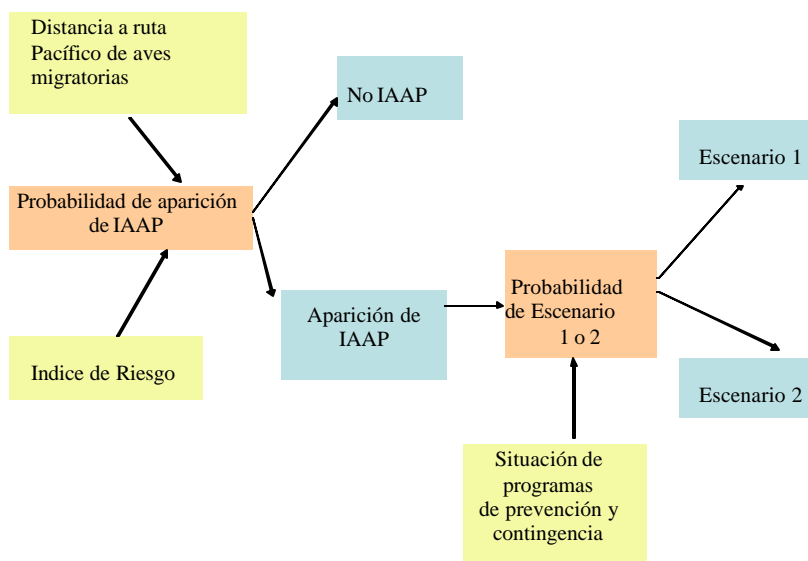 Distancia a ruta
Pacífico de aves
migratorias
No IAAP
Escenario 1
Probabilidad de aparición
de IAAP
Probabilidad
de Escenario
1 o 2
Aparición de
IAAP
Indice de Riesgo
Escenario 2
Situación de
programas
de prevención y
contingencia